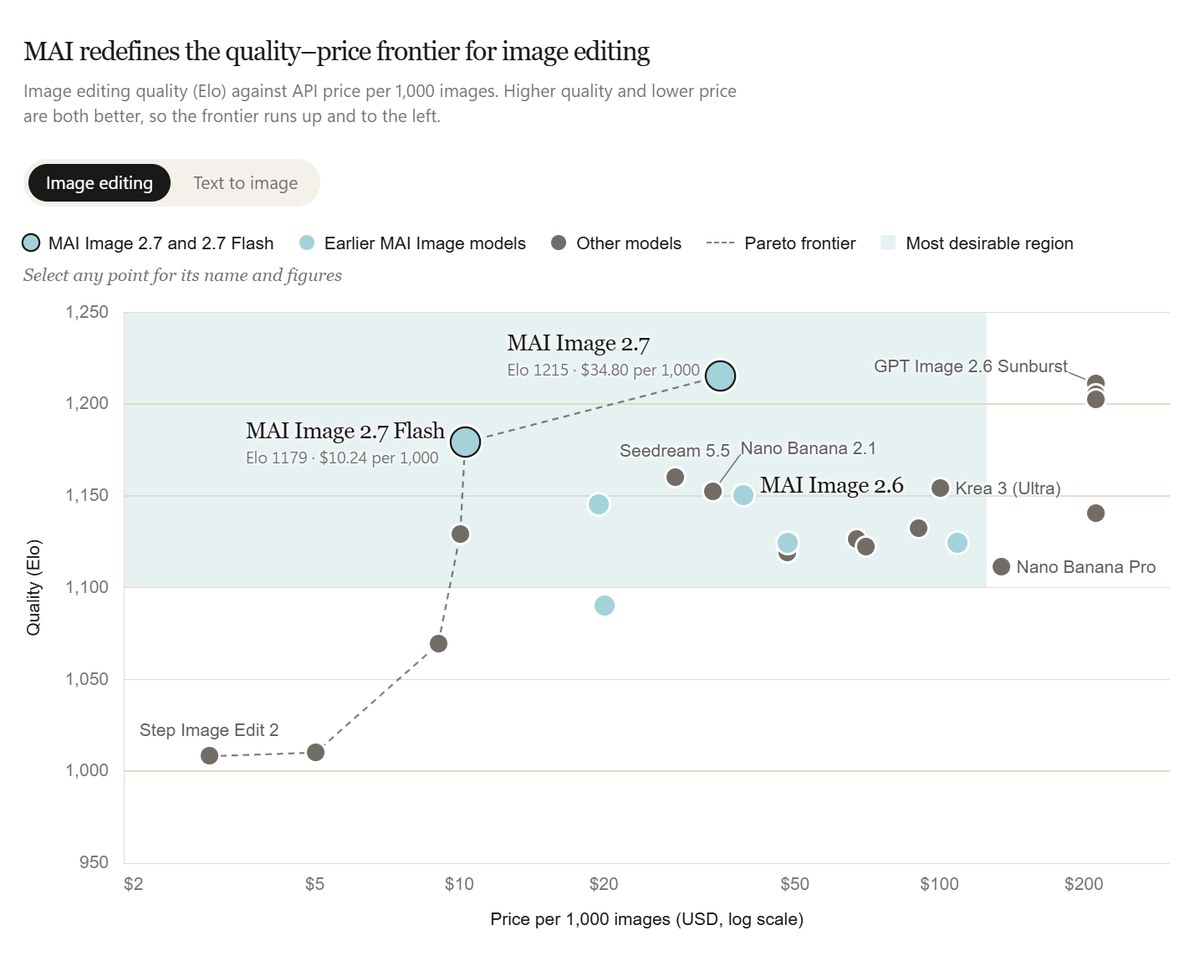 MAI redefines the quality–price frontier for image editing
Image editing quality (Elo) against API price per 1,000 images. Higher quality and lower price
are both better, so the frontier runs up and to the left.
Image editing
Text to image
MAI Image 2.7 and 2.7 Flash
Earlier MAI Image models
Other models
Pareto frontier
Most desirable region
Select any point for its name and figures
1,250
MAI Image 2.7
Elo 1215 · $34.80 per 1,000
GPT Image 2.6 Sunburst
1,200
MAI Image 2.7 Flash
Elo 1179 · $10.24 per 1,000
Seedream 5.5
Nano Banana 2.1
MAI Image 2.6
Krea 3 (Ultra)
1,150
Nano Banana Pro
1,100
Quality (Elo)
1,050
Step Image Edit 2
1,000
950
$2
$5
$10
$20
$50
$100
$200
Price per 1,000 images (USD, log scale)